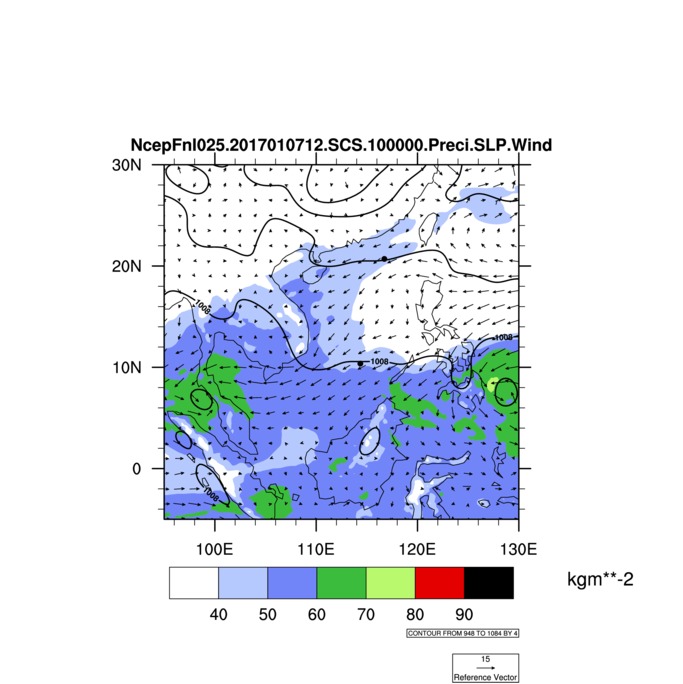 NcepFnl025.2017010712.SCS.100000.Preci.SLP.Wind
30N
20N
10N
0
1008
1008
1008
1008
100E 110E 120E 130E
kgm**-2
40 50 60 70 80 90
CONTOUR FROM 948 TO 1084 BY 4
15
Reference Vector